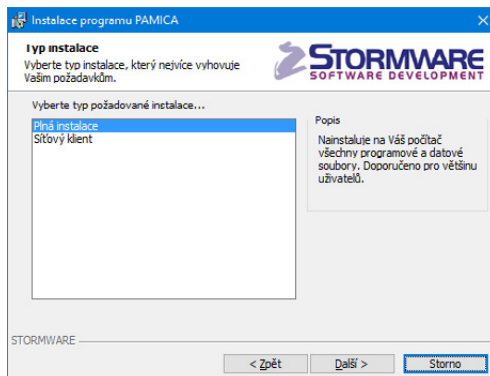 Instalace programu PAMICA
Typ instalace
Vyberte typ instalace, který nejvíce vyhovuje
Vašim požadavkům.
STORMWARE
SOFTWARE DEVELOPMENT
Vyberte typ požadované instalace...
Plná instalace
Síťový klient
Popis
Nainstaluje na Váš počítač
všechny programové a datové
soubory. Doporučeno pro většinu
uživatelů.
STORMWARE
< Zpět
Další >
Storno